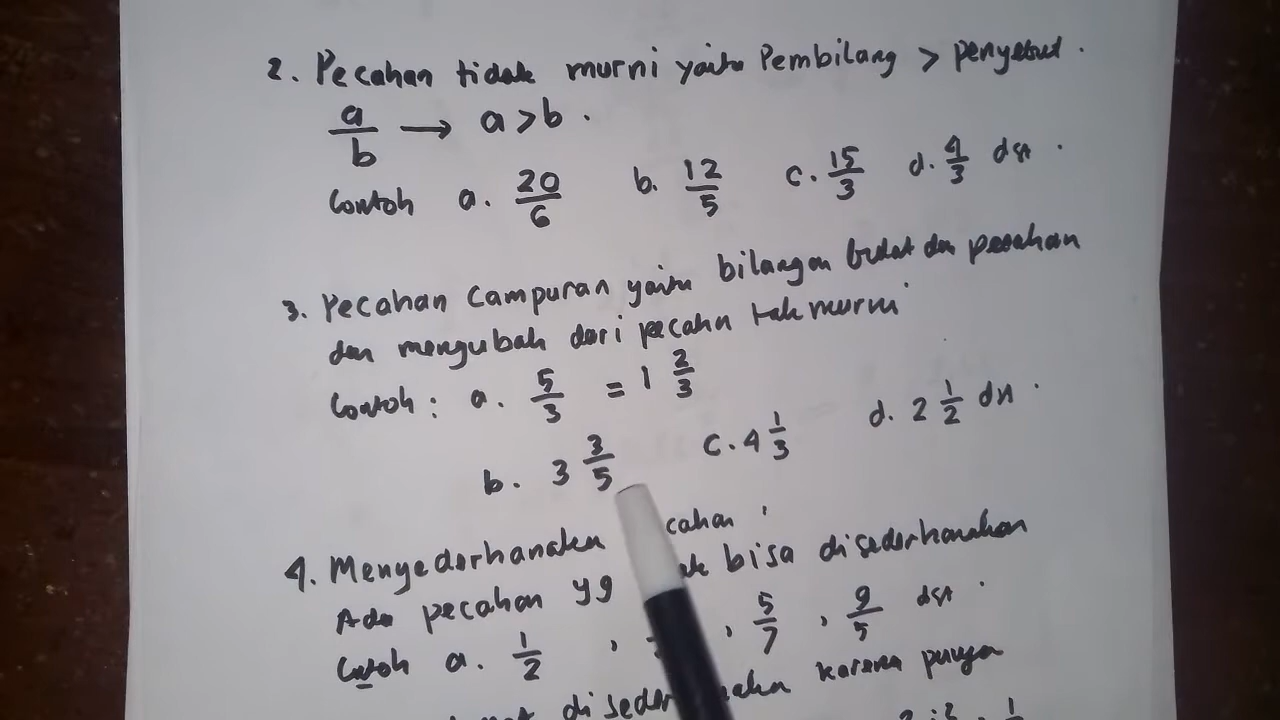 2. Pecahan tidak murni yaitu Pembilang > penyebut.
a/b → a > b.
Contoh a. 20/6 b. 12/5 c. 15/3 d. 4/3 dst.
3. Pecahan Campuran yaitu bilangan bulat dan pecahan
dan mengubah dari pecahn tak murni
Contoh : a. 5/3 = 1 2/3
b. 3 3/5 c. 4 1/3 d. 2 1/2 dst.
4. Menyederhanakan cahan
Ada pecahan yg bisa disederhanakan
Contoh a. 1/2 , , 5/7 , 9/5 dst.
karena punya